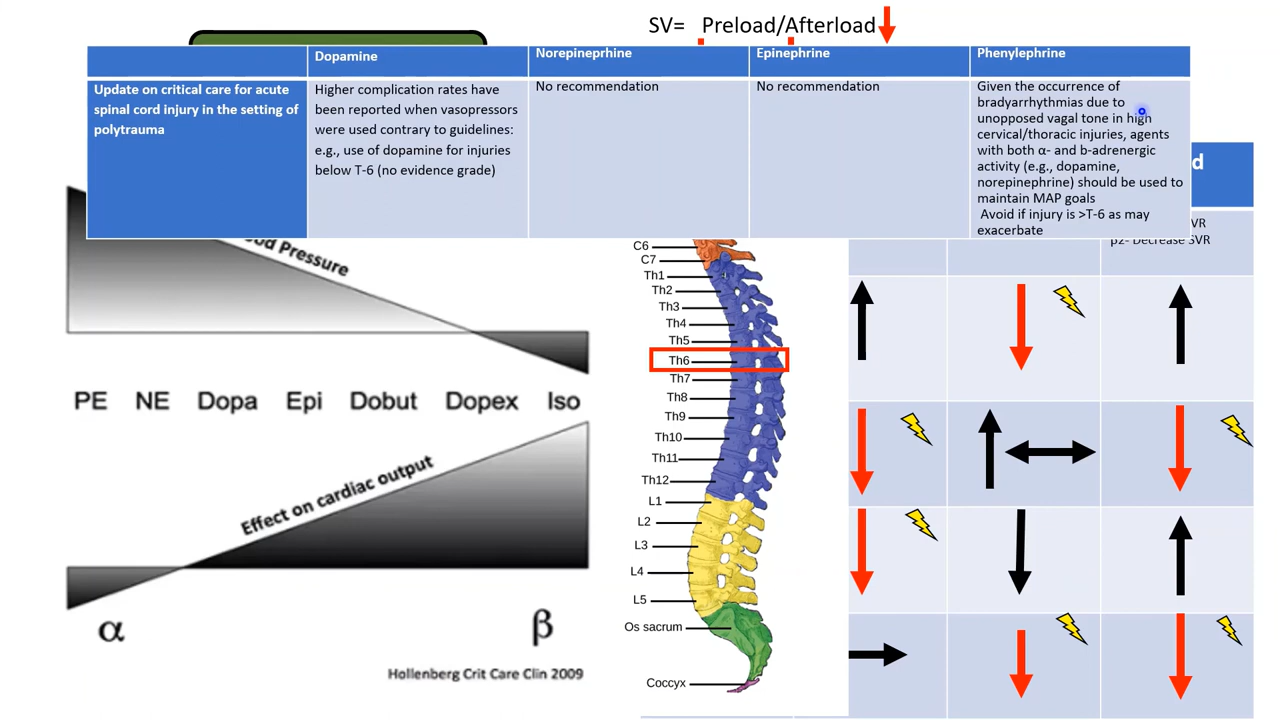 SV= Preload/Afterload
Dopamine
Norepineprhine
Epinephrine
Phenylephrine
Update on critical care for acute
spinal cord injury in the setting of
polytrauma
Higher complication rates have
been reported when vasopressors
were used contrary to guidelines:
e.g., use of dopamine for injuries
below T-6 (no evidence grade)
No recommendation
No recommendation
Given the occurrence of
bradyarrhythmias due to
unopposed vagal tone in high
cervical/thoracic injuries, agents
with both α- and b-adrenergic
activity (e.g., dopamine,
norepinephrine) should be used to
maintain MAP goals
Avoid if injury is >T-6 as may
exacerbate
d
VR
β2- Decrease SVR
Pressure
PE NE Dopa Epi Dobut Dopex Iso
Effect on cardiac output
α
β
Hollenberg Crit Care Clin 2009
C6
C7
Th1
Th2
Th3
Th4
Th5
Th6
Th7
Th8
Th9
Th10
Th11
Th12
L1
L2
L3
L4
L5
Os sacrum
Coccyx